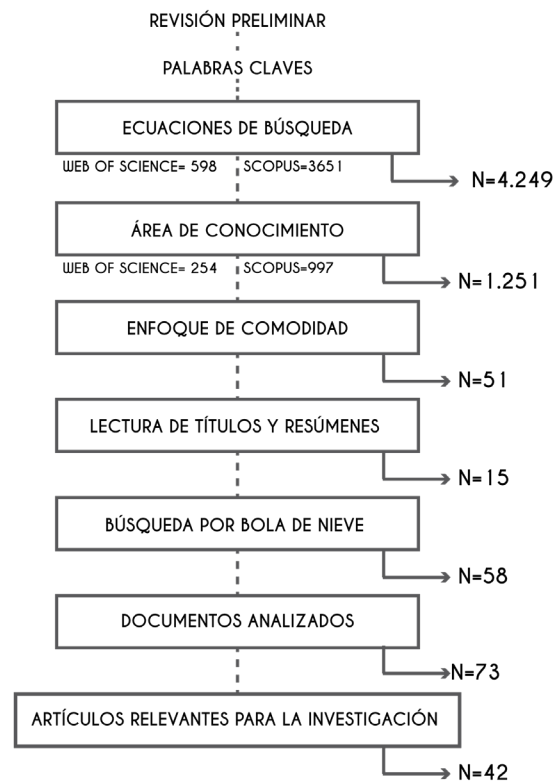 REVISIÓN PRELIMINAR
PALABRAS CLAVES
ECUACIONES DE BÚSQUEDA
WEB OF SCIENCE= 598 SCOPUS=3651
N=4.249
ÁREA DE CONOCIMIENTO
WEB OF SCIENCE= 254 SCOPUS=997
N=1.251
ENFOQUE DE COMODIDAD
N=51
LECTURA DE TÍTULOS Y RESÚMENES
N=15
BÚSQUEDA POR BOLA DE NIEVE
N=58
DOCUMENTOS ANALIZADOS
N=73
ARTÍCULOS RELEVANTES PARA LA INVESTIGACIÓN
N=42